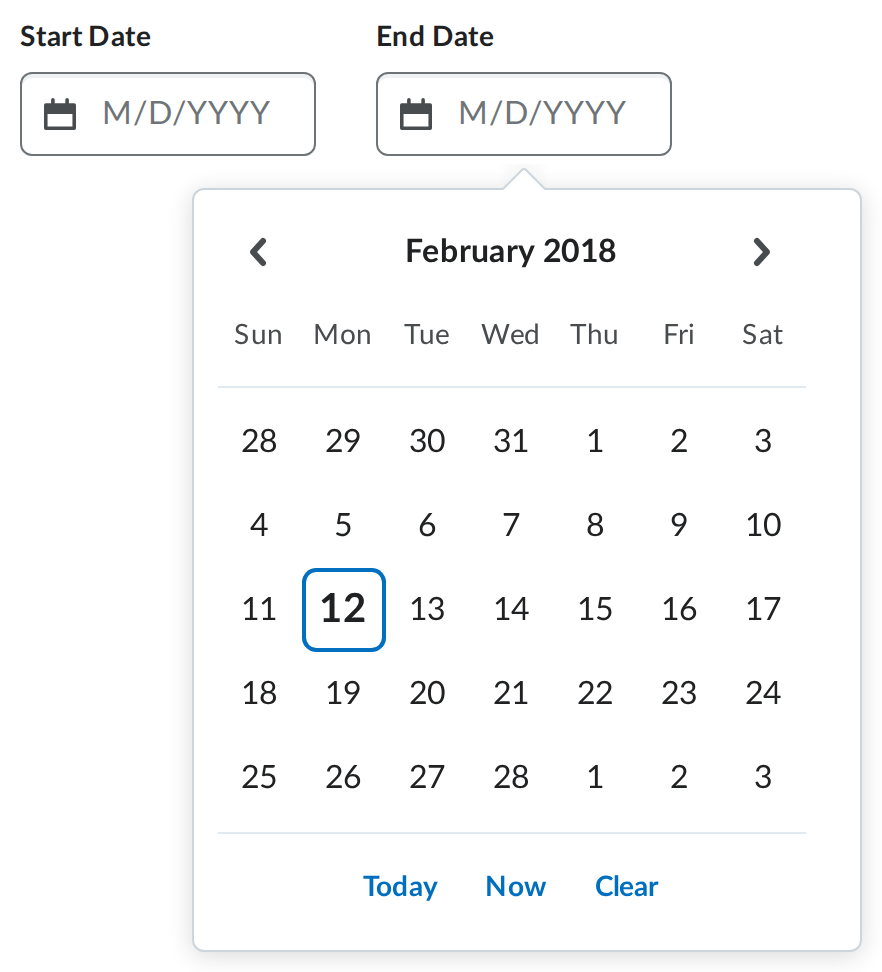 Start Date End Date
M/D/YYYY M/D/YYYY
February 2018
Sun Mon Tue Wed Thu Fri Sat
28 29 30 31 1 2 3
4 5 6 7 8 9 10
11 12 13 14 15 16 17
18 19 20 21 22 23 24
25 26 27 28 1 2 3
Today Now Clear